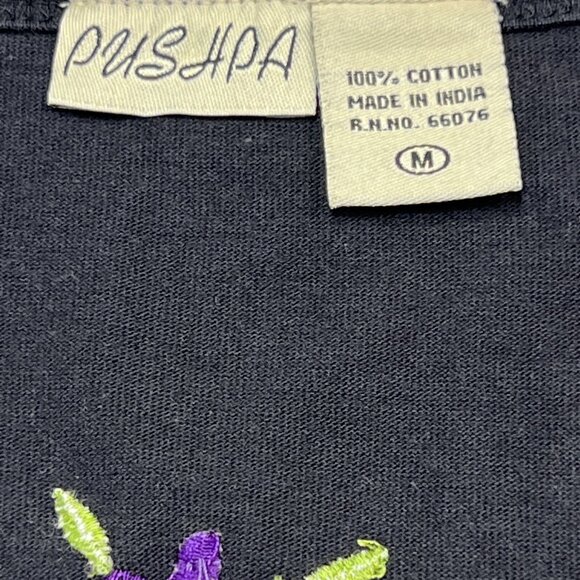 PUSHPA
100% COTTON
MADE IN INDIA
R.N.NO. 66076
M